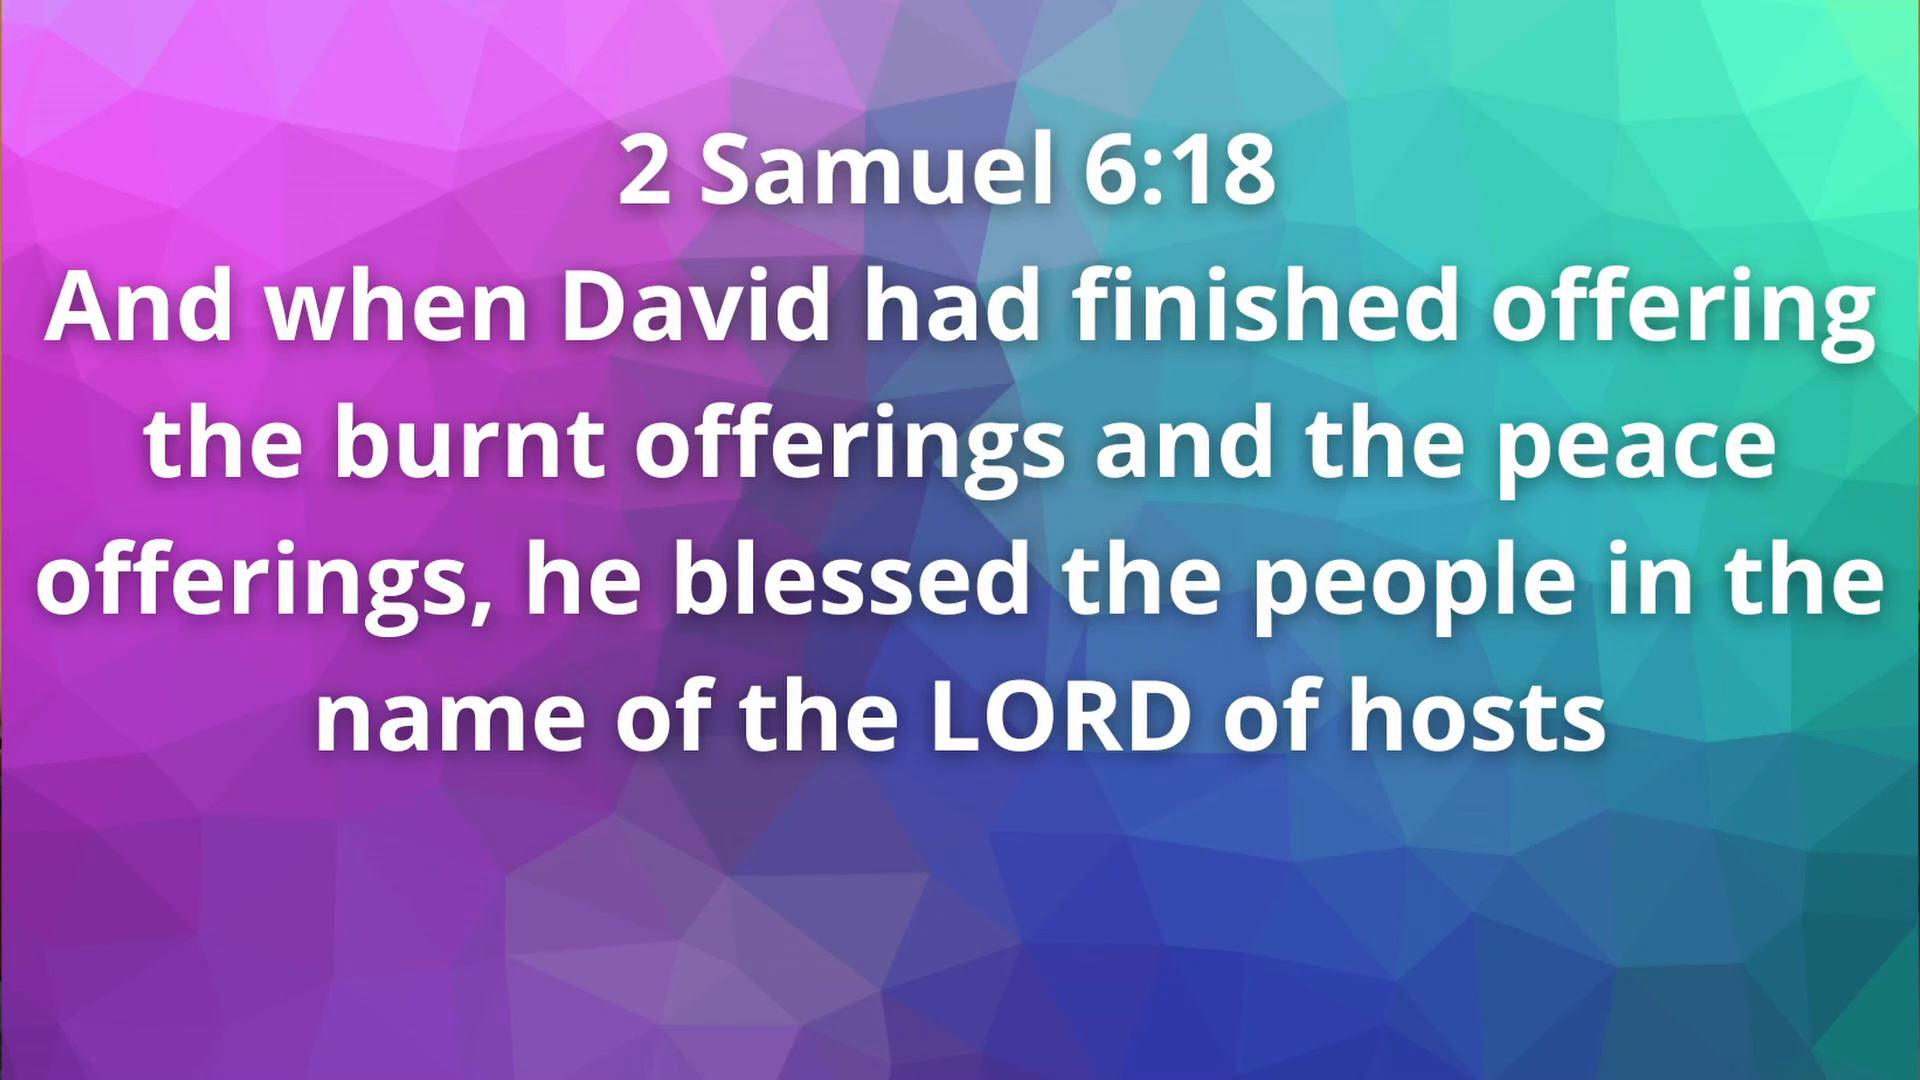 2 Samuel 6:18
And when David had finished offering
the burnt offerings and the peace
offerings, he blessed the people in the
name of the LORD of hosts